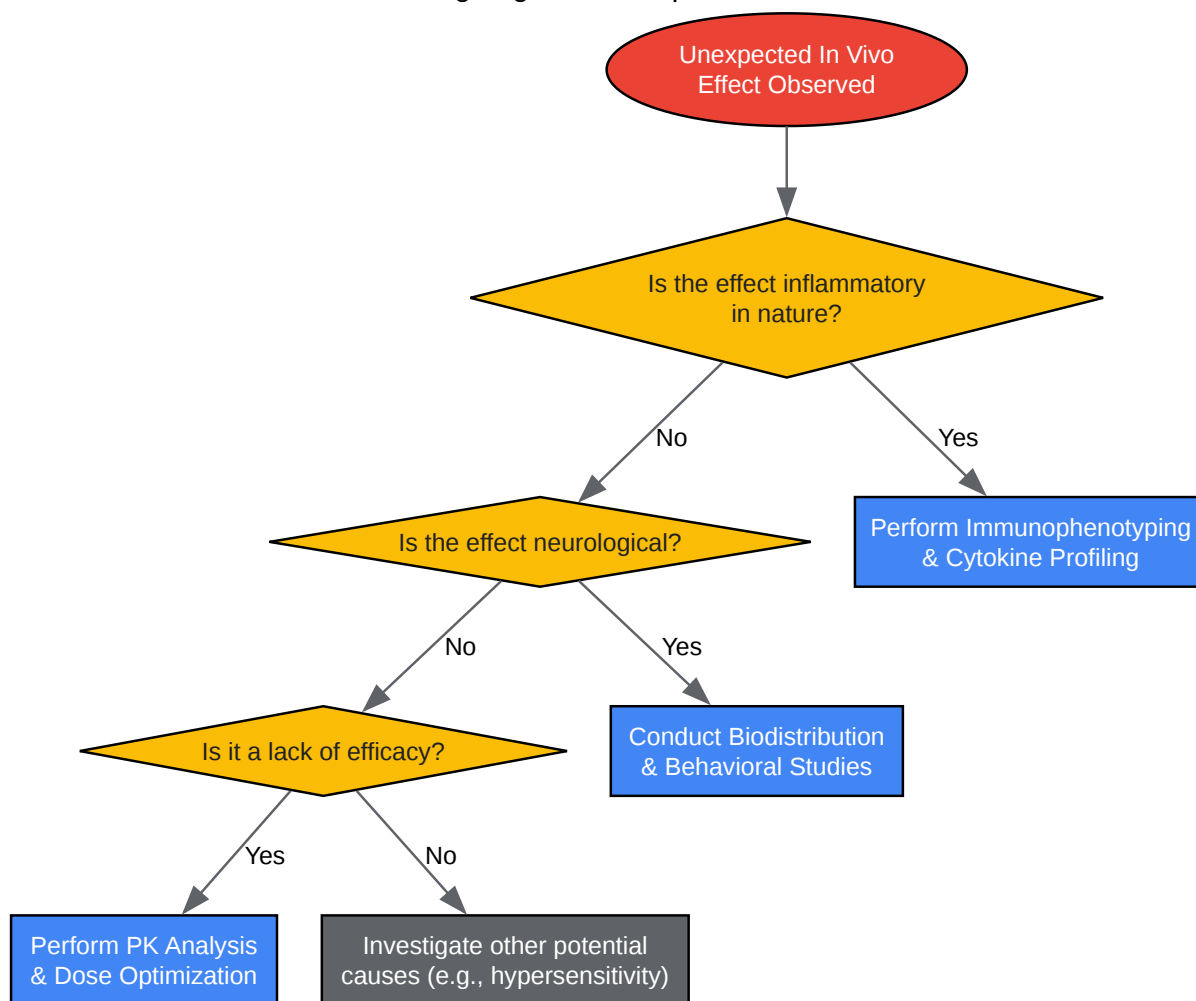 Unexpected In Vivo
Effect Observed
Is the effect inflammatory
in nature?
No
Yes
Is the effect neurological?
Perform Immunophenotyping
& Cytokine Profiling
No
Yes
Is it a lack of efficacy?
Conduct Biodistribution
& Behavioral Studies
Yes
No
Perform PK Analysis
& Dose Optimization
Investigate other potential
causes (e.g., hypersensitivity)